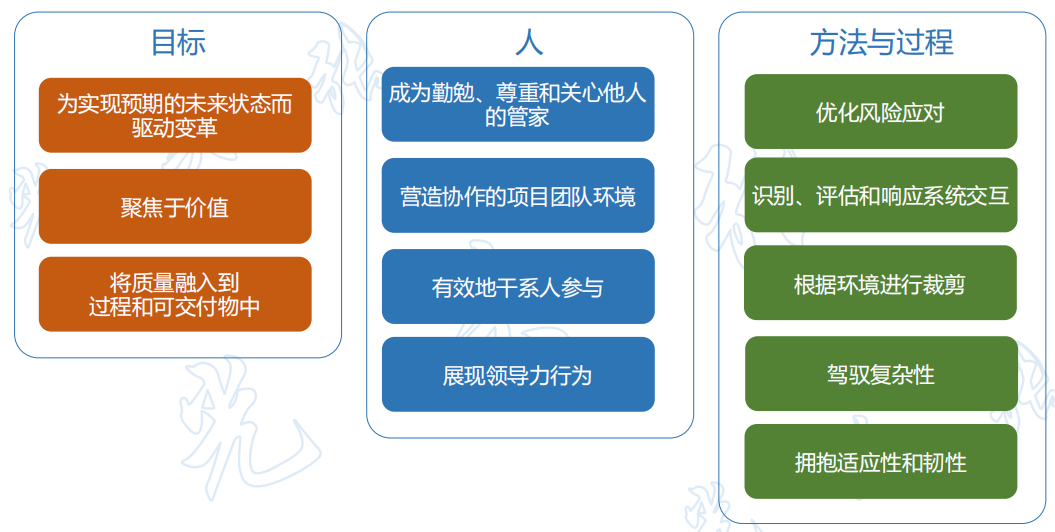 目标
为实现预期的未来状态而
驱动变革
聚焦于价值
将质量融入到
过程和可交付物中
人
成为勤勉、尊重和关心他人
的管家
营造协作的项目团队环境
有效地干系人参与
展现领导力行为
方法与过程
优化风险应对
识别、评估和响应系统交互
根据环境进行裁剪
驾驭复杂性
拥抱适应性和韧性